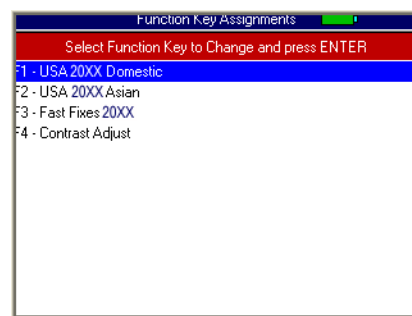 Function Key Assignments
Select Function Key to Change and press ENTER
F1 - USA 20XX Domestic
F2 - USA 20XX Asian
F3 - Fast Fixes 20XX
F4 - Contrast Adjust